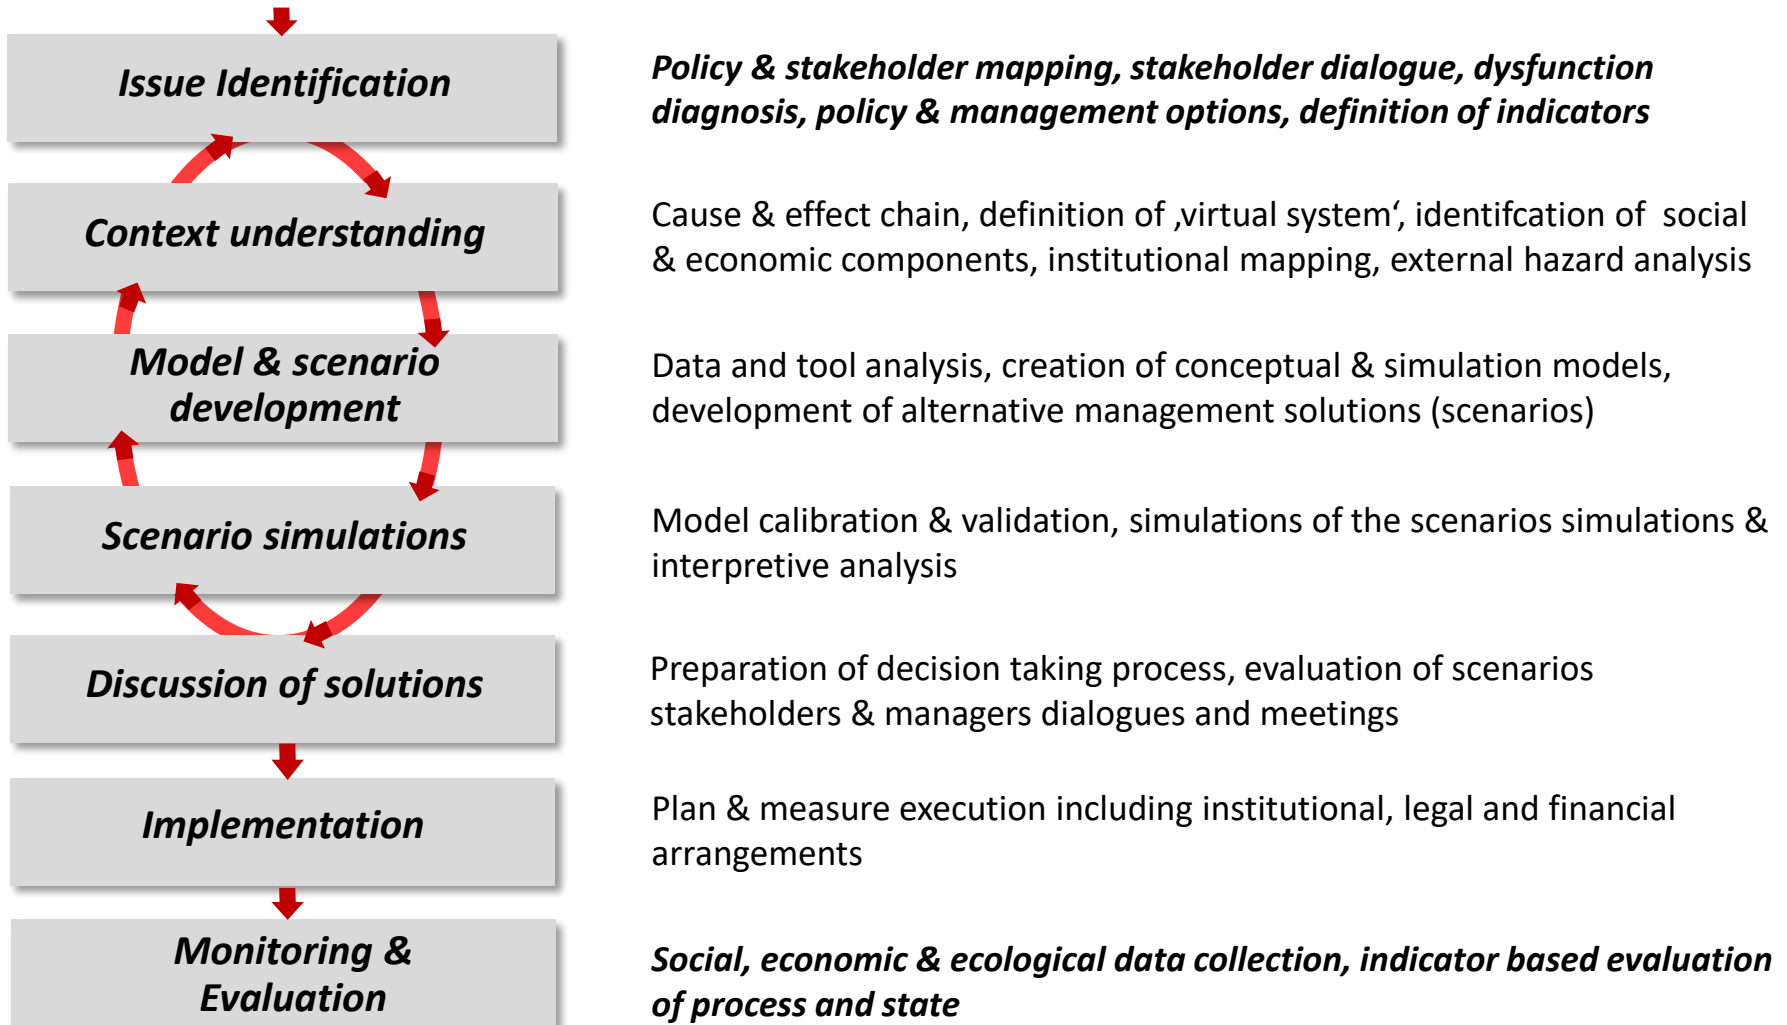 Issue Identification
Policy & stakeholder mapping, stakeholder dialogue, dysfunction
diagnosis, policy & management options, definition of indicators
Context understanding
Cause & effect chain, definition of ‚virtual system‘, identifcation of social
& economic components, institutional mapping, external hazard analysis
Model & scenario
development
Data and tool analysis, creation of conceptual & simulation models,
development of alternative management solutions (scenarios)
Scenario simulations
Model calibration & validation, simulations of the scenarios simulations &
interpretive analysis
Discussion of solutions
Preparation of decision taking process, evaluation of scenarios
stakeholders & managers dialogues and meetings
Implementation
Plan & measure execution including institutional, legal and financial
arrangements
Monitoring &
Evaluation
Social, economic & ecological data collection, indicator based evaluation
of process and state